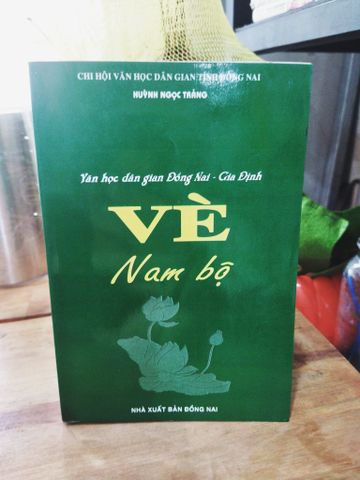 CHI HỘI VĂN HỌC DÂN GIAN TỈNH ĐỒNG NAI
HUỲNH NGỌC TRẢNG
Văn học dân gian Đồng Nai - Gia Định
VÈ
Nam bộ
NHÀ XUẤT BẢN ĐỒNG NAI